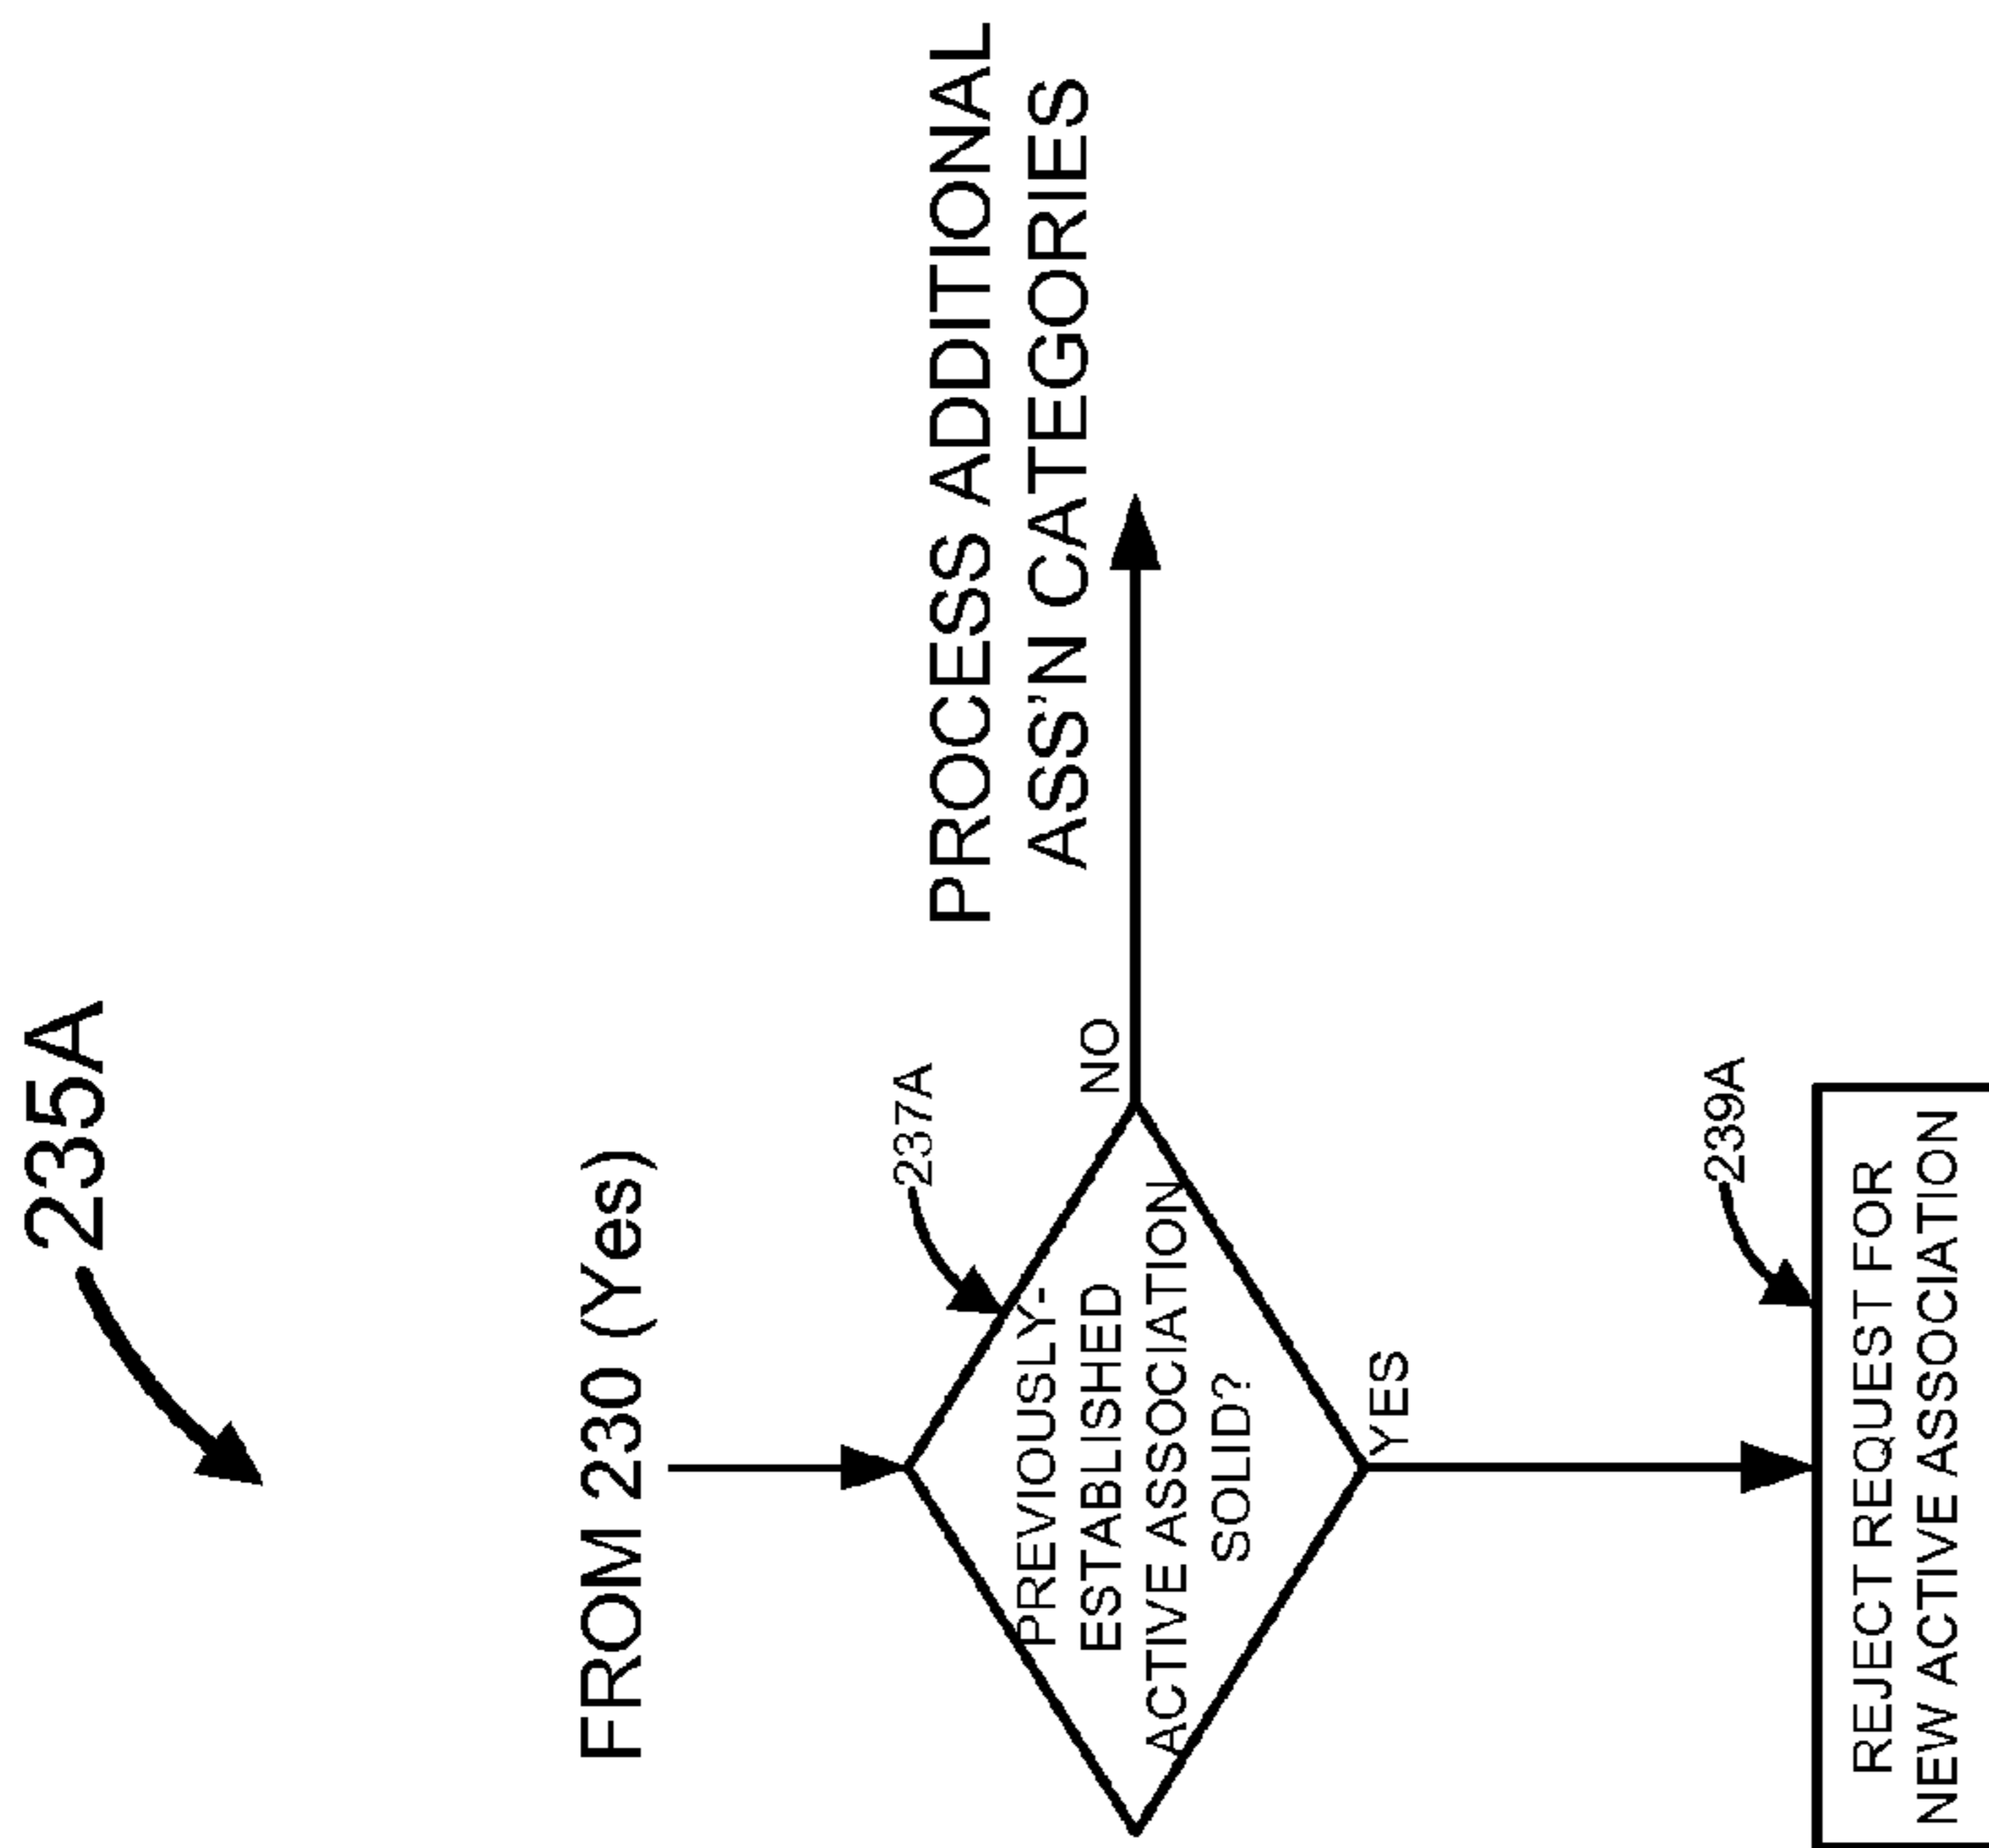 235A
FROM 230 (Yes)
237A
PREVIOUSLY-
ESTABLISHED
ACTIVE ASSOCIATION
SOLID?
NO
PROCESS ADDITIONAL
ASS'N CATEGORIES
YES
239A
REJECT REQUEST FOR
NEW ACTIVE ASSOCIATION